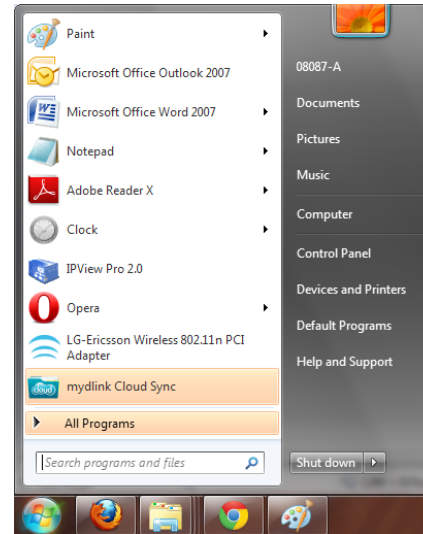 Paint
Microsoft Office Outlook 2007
Microsoft Office Word 2007
Notepad
Adobe Reader X
Clock
IPView Pro 2.0
Opera
LG-Ericsson Wireless 802.11n PCI
Adapter
cloud
mydlink Cloud Sync
All Programs
Search programs and files
08087-A
Documents
Pictures
Music
Computer
Control Panel
Devices and Printers
Default Programs
Help and Support
Shut down